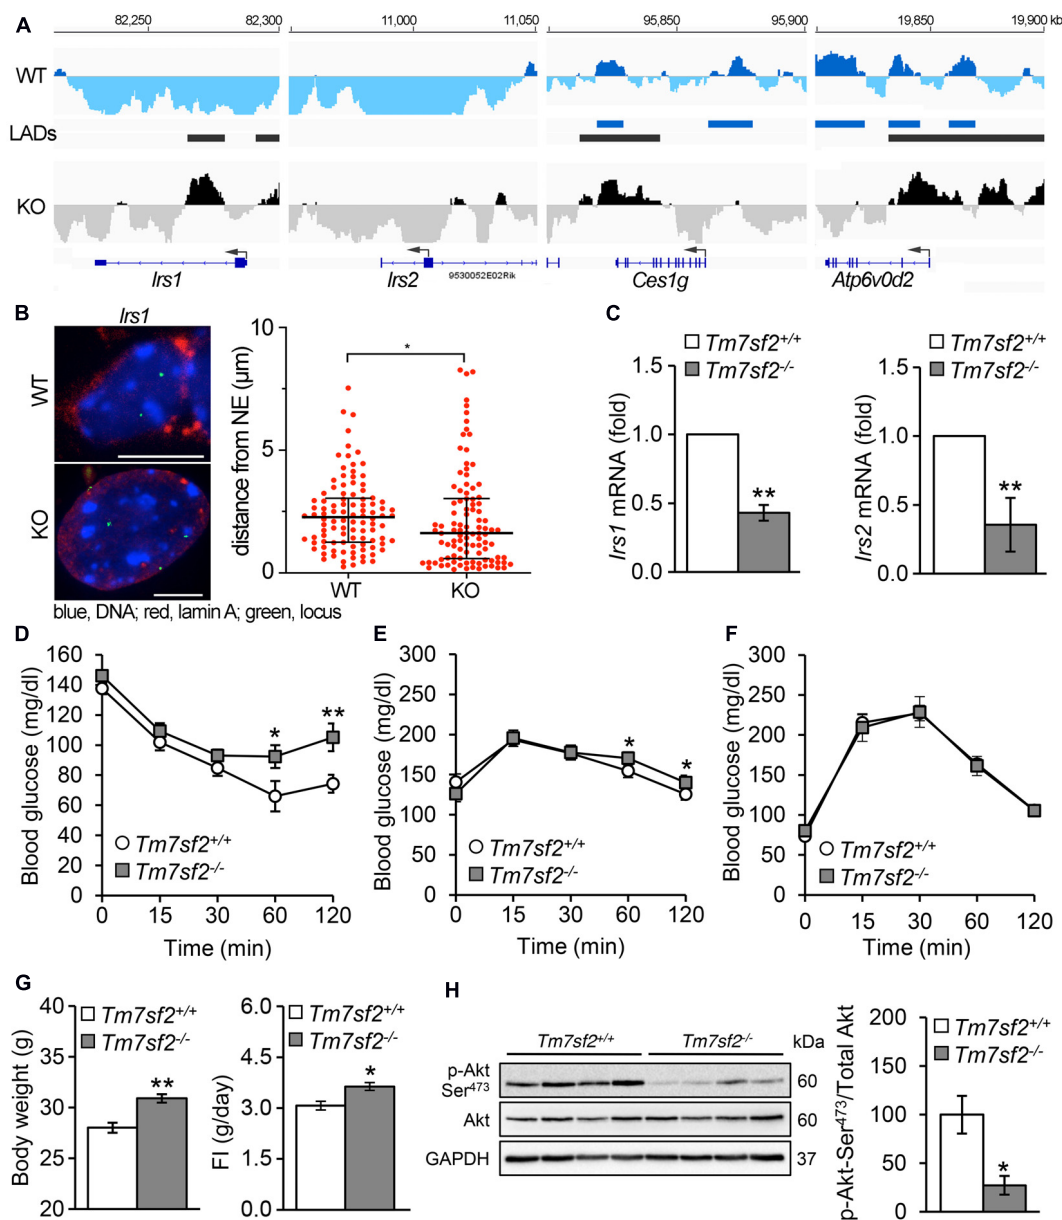 A
82,250 82,300 11,000 11,050 95,850 95,900 19,850 19,900 kb
WT
LADs
KO
Irs1 Irs2 9530052E02Rik Ces1g Atp6v0d2
B
Irs1
WT
KO
blue, DNA; red, lamin A; green, locus
distance from NE (µm)
10
5
0
*
WT KO
C
Tm7sf2+/+
Tm7sf2-/-
Irs1 mRNA (fold)
1.5
1.0
0.5
0.0
**
Tm7sf2+/+
Tm7sf2-/-
Irs2 mRNA (fold)
1.5
1.0
0.5
0.0
**
D
Blood glucose (mg/dl)
160
140
120
100
80
60
40
20
0
* **
Tm7sf2+/+
Tm7sf2-/-
0 15 30 60 120
Time (min)
E
Blood glucose (mg/dl)
300
250
200
150
100
50
0
* *
Tm7sf2+/+
Tm7sf2-/-
0 15 30 60 120
Time (min)
F
Blood glucose (mg/dl)
300
250
200
150
100
50
0
Tm7sf2+/+
Tm7sf2-/-
0 15 30 60 120
Time (min)
G
Body weight (g)
40
35
30
25
20
Tm7sf2+/+
Tm7sf2-/-
**
FI (g/day)
6.0
4.5
3.0
1.5
0.0
Tm7sf2+/+
Tm7sf2-/-
*
H
Tm7sf2+/+ Tm7sf2-/- kDa
p-Akt
Ser473 60
Akt 60
GAPDH 37
p-Akt-Ser473/Total Akt
200
150
100
50
0
Tm7sf2+/+
Tm7sf2-/-
*